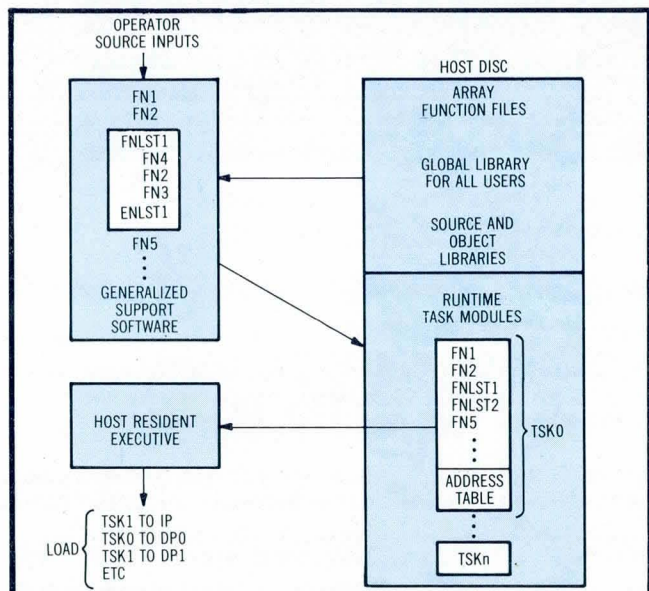 OPERATOR
SOURCE INPUTS
FN1
FN2
FNLST1
FN4
FN2
FN3
ENLST1
FN5
GENERALIZED
SUPPORT
SOFTWARE
HOST DISC
ARRAY
FUNCTION FILES
GLOBAL LIBRARY
FOR ALL USERS
SOURCE AND
OBJECT
LIBRARIES
RUNTIME
TASK MODULES
FN1
FN2
FNLST1
FNLST2
FN5
ADDRESS
TABLE
TSK0
TSKn
HOST RESIDENT
EXECUTIVE
LOAD
TSK1 TO IP
TSK0 TO DP0
TSK1 TO DP1
ETC